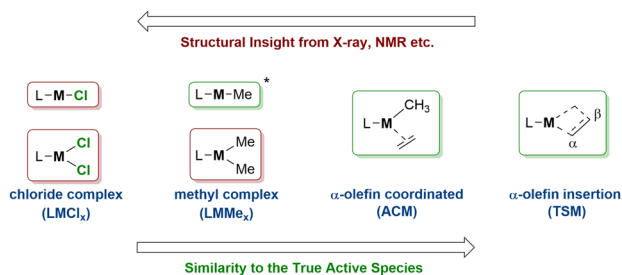 Structural Insight from X-ray, NMR etc.
L-M-Cl
L-M-Me *
CH₃
L-M
β
α
L-M
Cl
Cl
L-M
Me
Me
L-M
chloride complex
(LMClₓ)
methyl complex
(LMMeₓ)
α-olefin coordinated
(ACM)
α-olefin insertion
(TSM)
Similarity to the True Active Species